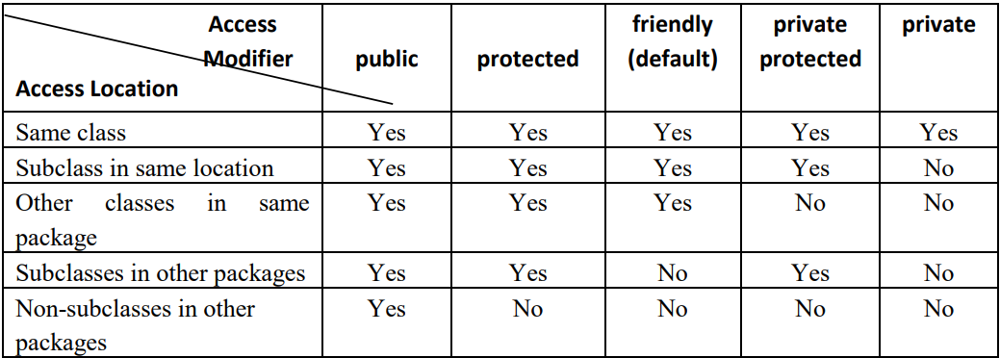 Access Modifier public protected friendly (default) private protected private
Access Location
Same class Yes Yes Yes Yes Yes
Subclass in same location Yes Yes Yes Yes No
Other classes in same package Yes Yes Yes No No
Subclasses in other packages Yes Yes No Yes No
Non-subclasses in other packages Yes No No No No